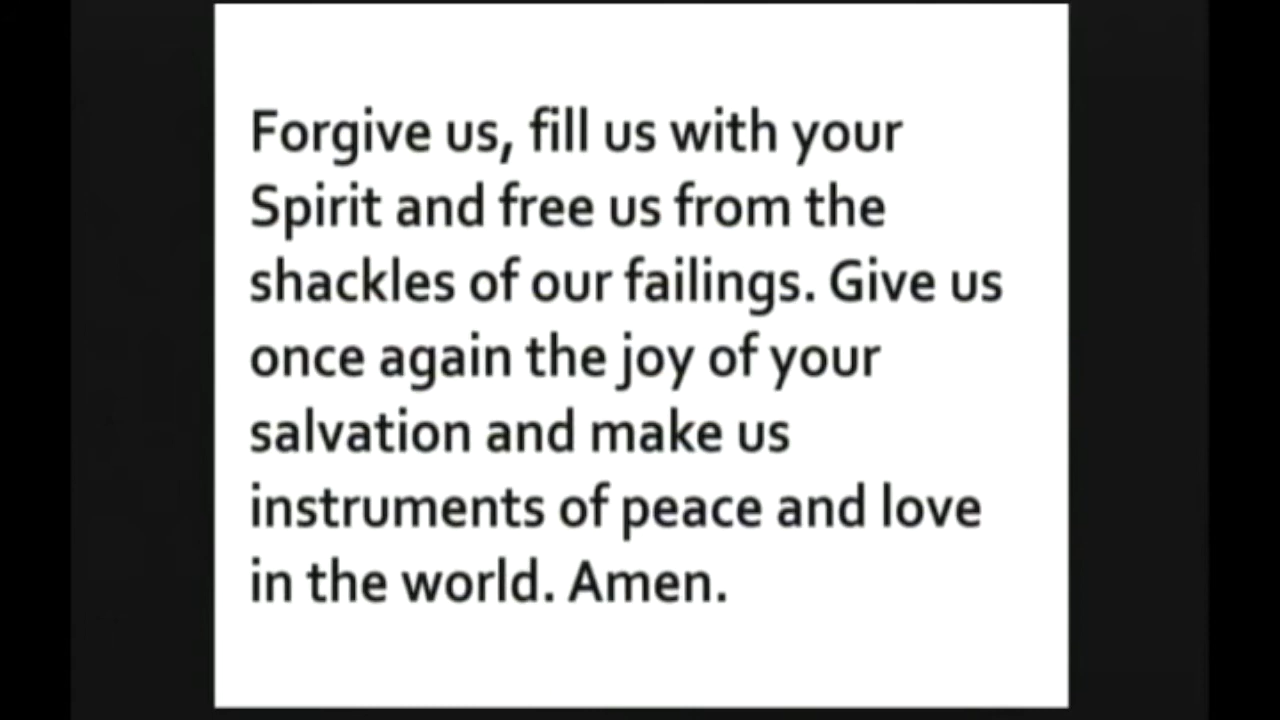 Forgive us, fill us with your
Spirit and free us from the
shackles of our failings. Give us
once again the joy of your
salvation and make us
instruments of peace and love
in the world. Amen.